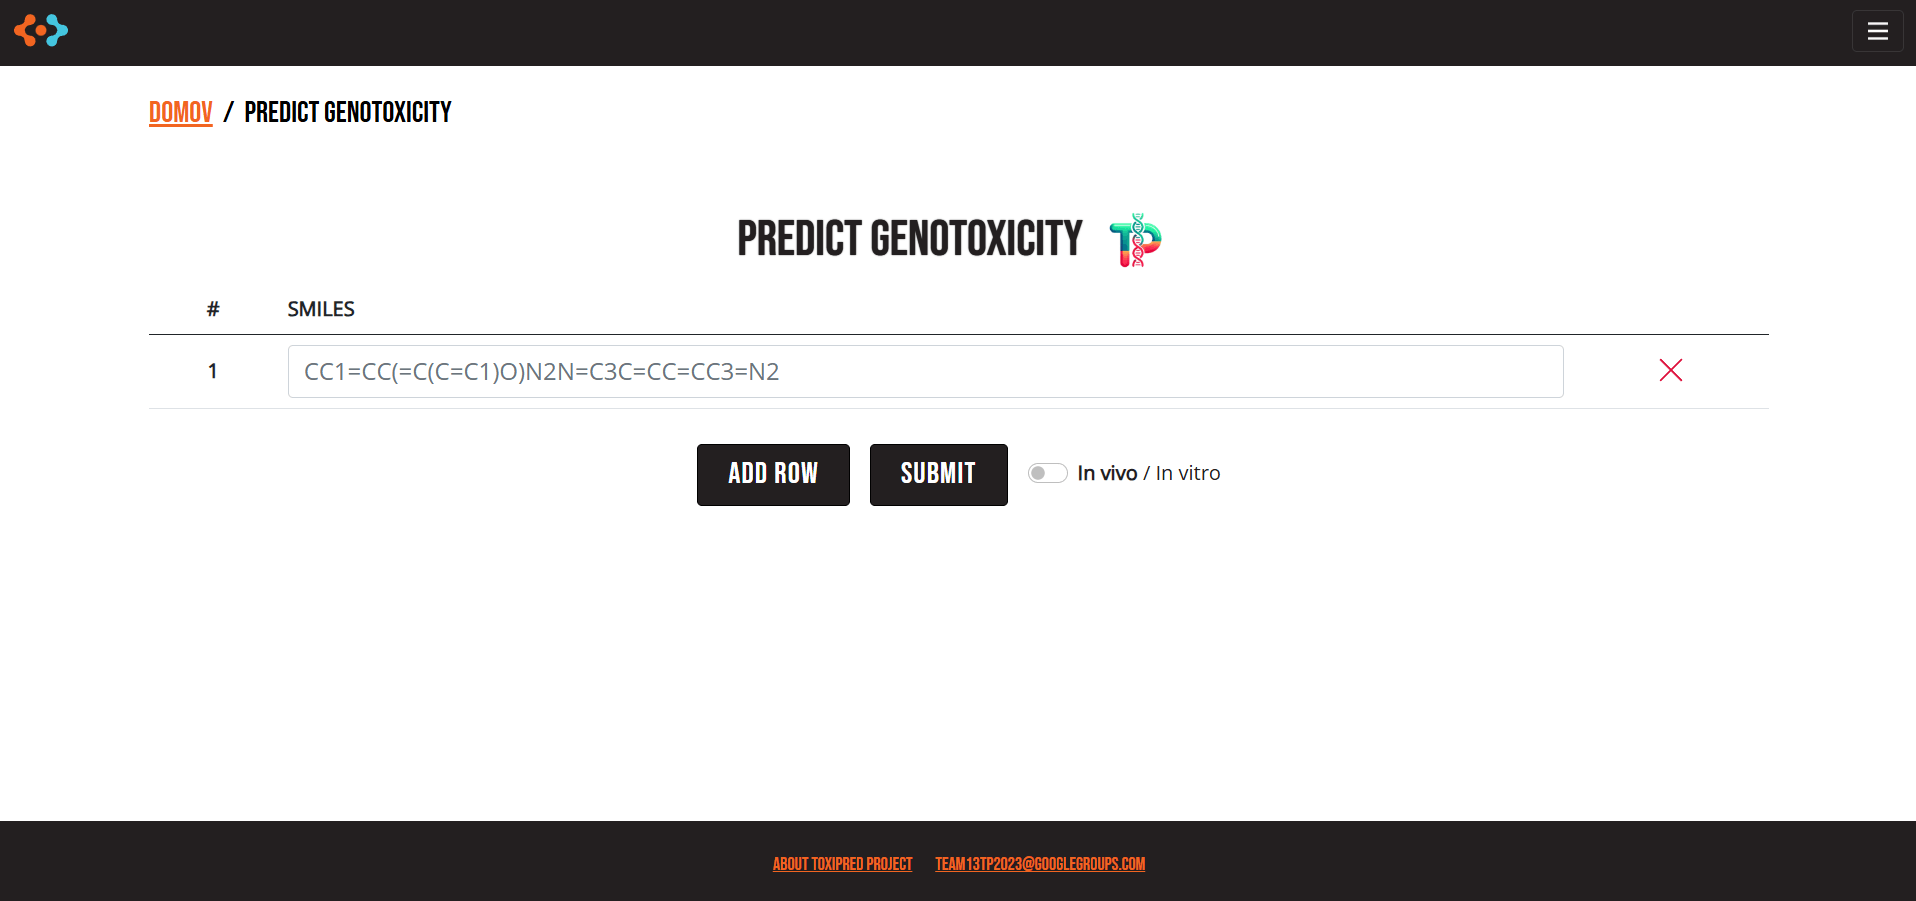 DOMOV / PREDICT GENOTOXICITY
PREDICT GENOTOXICITY TP
# SMILES
1 CC1=CC(=C(C=C1)O)N2N=C3C=CC=CC3=N2
ADD ROW SUBMIT In vivo / In vitro
ABOUT TOXIPRED PROJECT TEAM13TP2023@GOOGLEGROUPS.COM